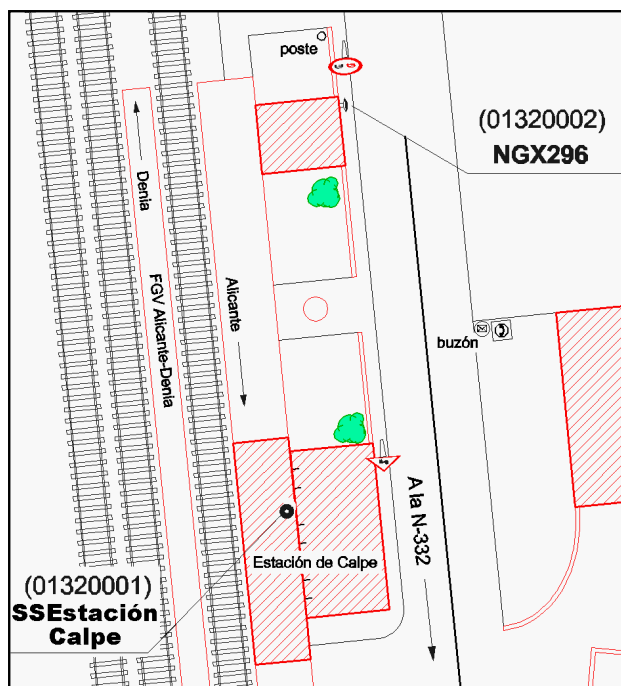 poste
(01320002)
NGX296
Denia
FGV Alicante-Denia
Alicante
buzón
A la N-332
Estación de Calpe
(01320001)
SSEstación
Calpe